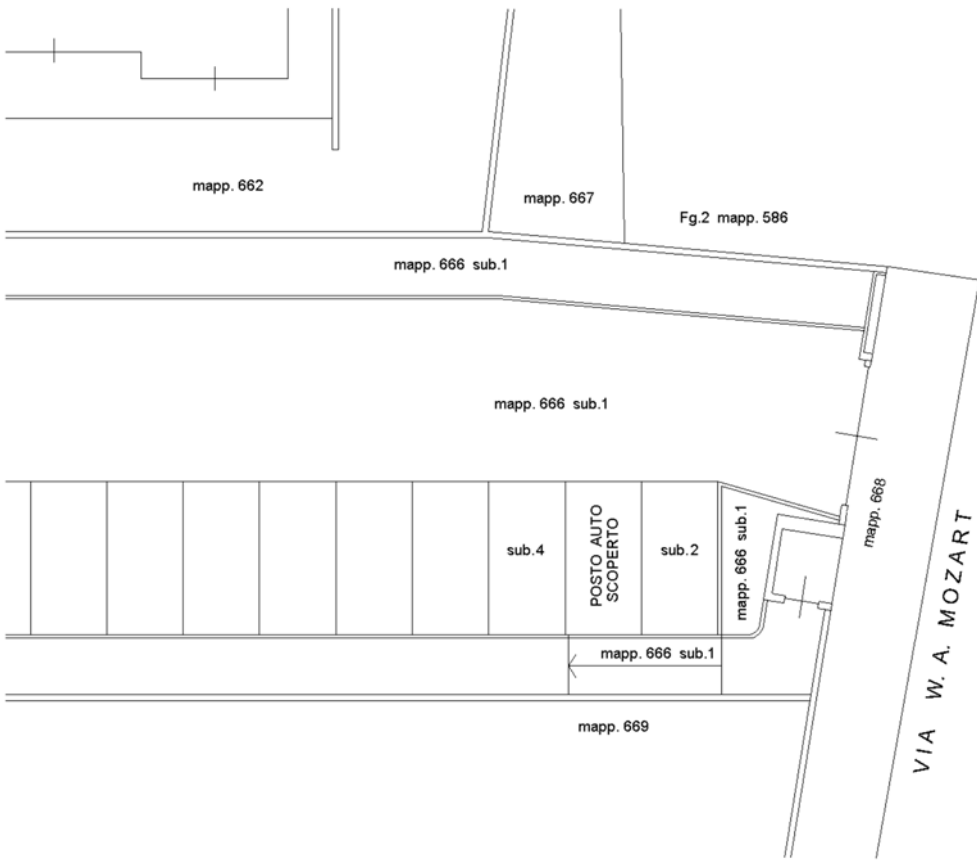 mapp. 662
mapp. 667
Fg.2 mapp. 586
mapp. 666 sub.1
mapp. 666 sub.1
mapp. 668
sub.4
POSTO AUTO
SCOPERTO
sub.2
mapp. 666 sub.1
mapp. 666 sub.1
mapp. 669
VIA W. A. MOZART